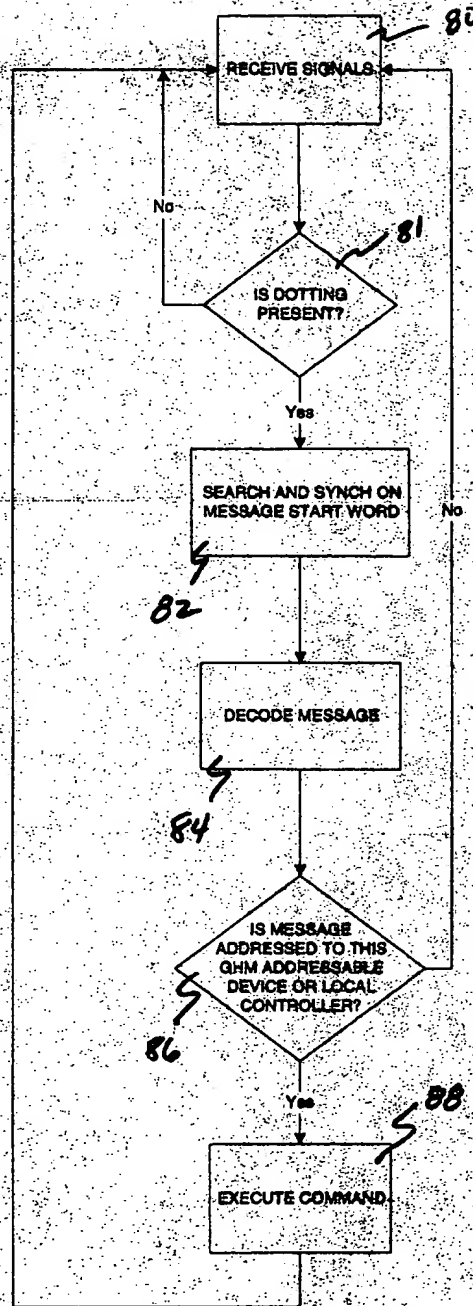 80
RECEIVE SIGNALS
No
81
IS DOTTING
PRESENT?
Yes
SEARCH AND SYNCH ON
MESSAGE START WORD
No
82
DECODE MESSAGE
84
IS MESSAGE
ADDRESSED TO THIS
GHM ADDRESSABLE
DEVICE OR LOCAL
CONTROLLER?
86
Yes
88
EXECUTE COMMAND